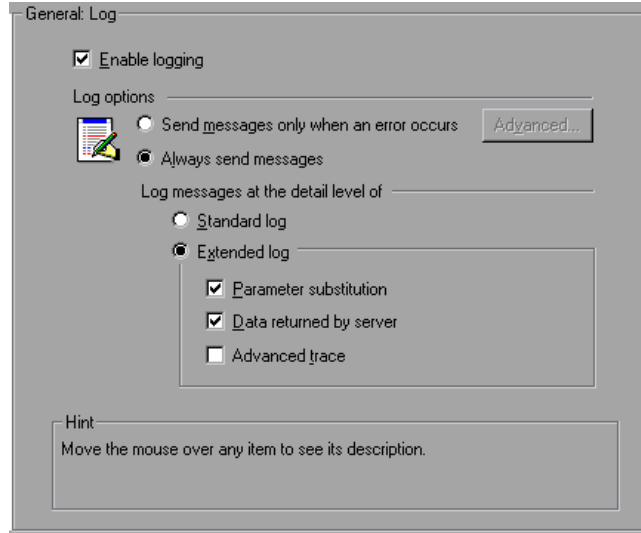 General: Log
Enable logging
Log options
Send messages only when an error occurs
Advanced...
Always send messages
Log messages at the detail level of
Standard log
Extended log
Parameter substitution
Data returned by server
Advanced trace
Hint
Move the mouse over any item to see its description.